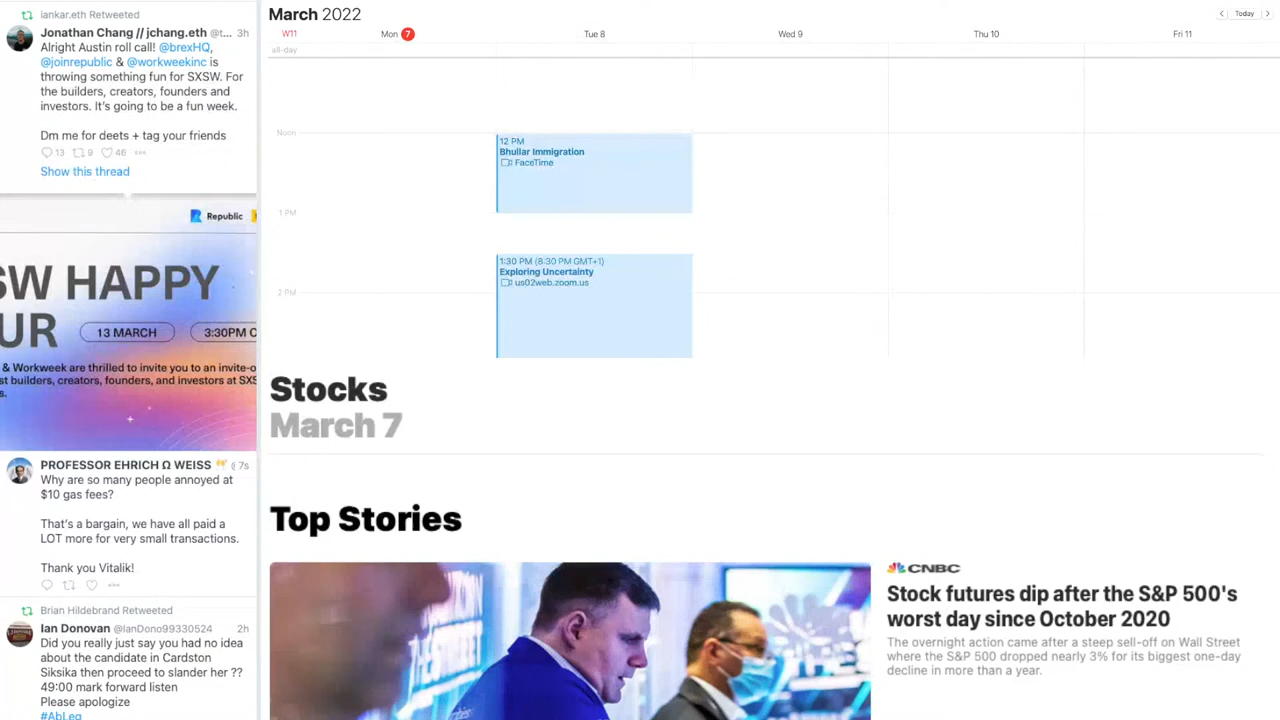 iankar.eth Retweeted
Jonathan Chang // jchang.eth @t... 3h
Alright Austin roll call! @brexHQ,
@joinrepublic & @workweekinc is
throwing something fun for SXSW. For
the builders, creators, founders and
investors. It's going to be a fun week.
Dm me for deets + tag your friends
13 9 46
Show this thread
Republic
SW HAPPY
UR
13 MARCH 3:30PM C
& Workweek are thrilled to invite you to an invite-o
st builders, creators, founders, and investors at SXS
s.
PROFESSOR EHRICH Ω WEISS 7s
Why are so many people annoyed at
$10 gas fees?
That's a bargain, we have all paid a
LOT more for very small transactions.
Thank you Vitalik!
Brian Hildebrand Retweeted
Ian Donovan @IanDono99330524 2h
Did you really just say you had no idea
about the candidate in Cardston
Siksika then proceed to slander her ??
49:00 mark forward listen
Please apologize
#AbLeg
March 2022
Today
W11 Mon 7 Tue 8 Wed 9 Thu 10 Fri 11
all-day
Noon
12 PM
Bhullar Immigration
FaceTime
1 PM
1:30 PM (8:30 PM GMT+1)
Exploring Uncertainty
us02web.zoom.us
2 PM
Stocks
March 7
Top Stories
CNBC
Stock futures dip after the S&P 500's
worst day since October 2020
The overnight action came after a steep sell-off on Wall Street
where the S&P 500 dropped nearly 3% for its biggest one-day
decline in more than a year.